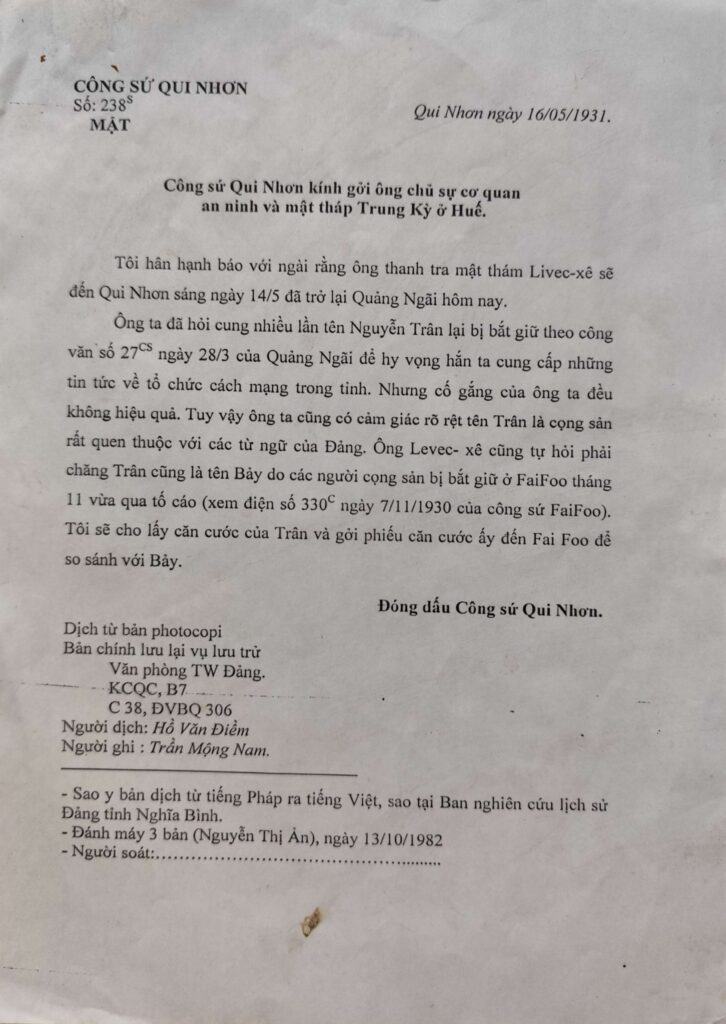 CÔNG SỨ QUI NHƠN
Số: 238S
MẬT
Qui Nhơn ngày 16/05/1931.
Công sứ Qui Nhơn kính gởi ông chủ sự cơ quan
an ninh và mật tháp Trung Kỳ ở Huế.
Tôi hân hạnh báo với ngài rằng ông thanh tra mật thám Livec-xê sẽ
đến Qui Nhơn sáng ngày 14/5 đã trở lại Quảng Ngãi hôm nay.
Ông ta đã hỏi cung nhiều lần tên Nguyễn Trân lại bị bắt giữ theo công
văn số 27CS ngày 28/3 của Quảng Ngãi để hy vọng hắn ta cung cấp những
tin tức về tổ chức cách mạng trong tỉnh. Nhưng cố gắng của ông ta đều
không hiệu quả. Tuy vậy ông ta cũng có cảm giác rõ rệt tên Trân là cọng sản
rất quen thuộc với các từ ngữ của Đảng. Ông Levec- xê cũng tự hỏi phải
chăng Trân cũng là tên Bảy do các người cọng sản bị bắt giữ ở FaiFoo tháng
11 vừa qua tố cáo (xem điện số 330C ngày 7/11/1930 của công sứ FaiFoo).
Tôi sẽ cho lấy căn cước của Trân và gởi phiếu căn cước ấy đến Fai Foo để
so sánh với Bảy.
Đóng dấu Công sứ Qui Nhơn.
Dịch từ bản photocopi
Bản chính lưu lại vụ lưu trử
Văn phòng TW Đảng.
KCQC, B7
C 38, ĐVBQ 306
Người dịch: Hồ Văn Điềm
Người ghi : Trần Mộng Nam.
- Sao y bản dịch từ tiếng Pháp ra tiếng Việt, sao tại Ban nghiên cứu lịch sử
Đảng tỉnh Nghĩa Bình.
- Đánh máy 3 bản (Nguyễn Thị Ản), ngày 13/10/1982
- Người soát:..............................................